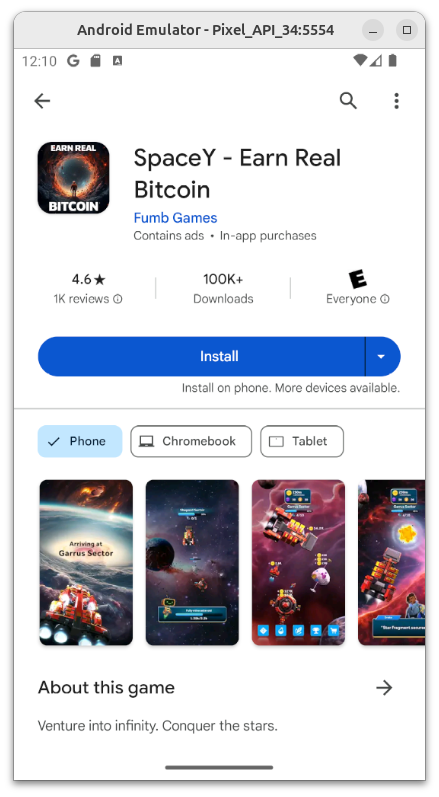 Android Emulator - Pixel_API_34:5554
12:10
EARN REAL
BITCOIN
SpaceY - Earn Real
Bitcoin
Fumb Games
Contains ads • In-app purchases
4.6★
1K reviews
100K+
Downloads
E
Everyone
Install
Install on phone. More devices available.
Phone
Chromebook
Tablet
Arriving at
Garrus Sector
Garrus Sector
About this game
Venture into infinity. Conquer the stars.